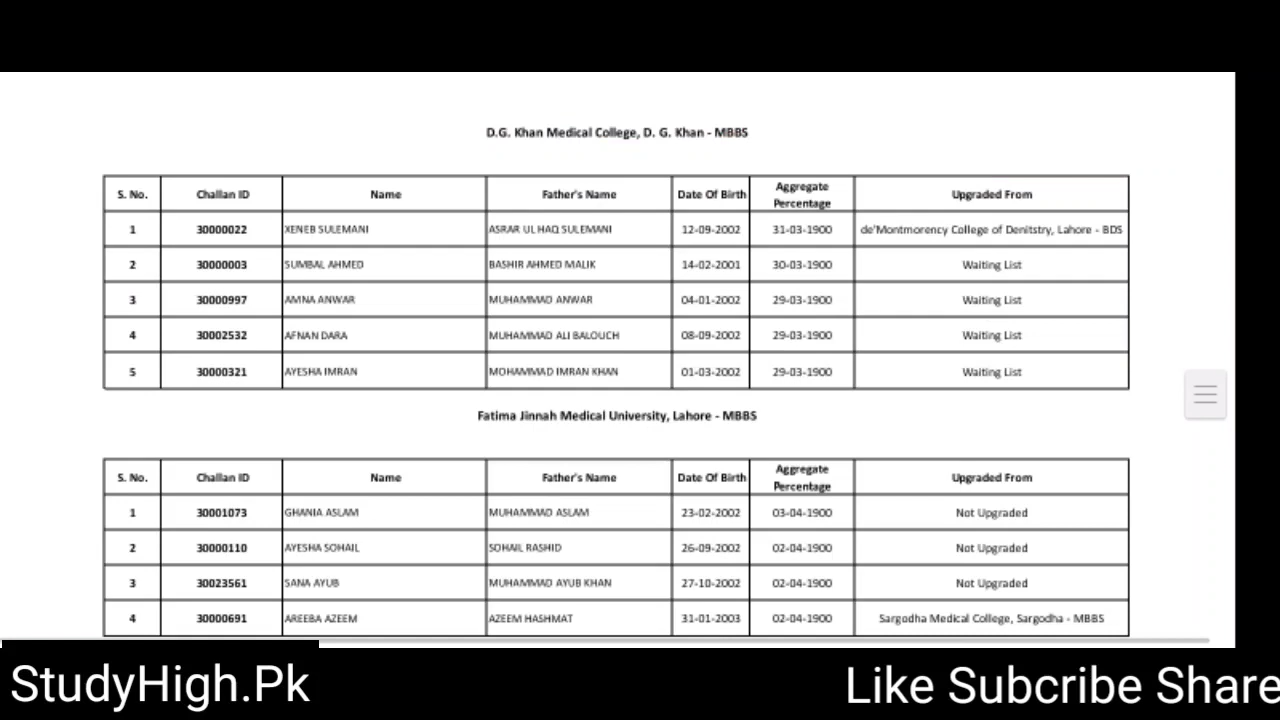 D.G. Khan Medical College, D. G. Khan - MBBS
S. No. Challan ID Name Father's Name Date Of Birth Aggregate Percentage Upgraded From
1 30000022 XENEB SULEMANI ASRAR UL HAQ SULEMANI 12-09-2002 31-03-1900 de'Montmorency College of Denitstry, Lahore - BDS
2 30000003 SUMBAL AHMED BASHIR AHMED MALIK 14-02-2001 30-03-1900 Waiting List
3 30000997 AMNA ANWAR MUHAMMAD ANWAR 04-01-2002 29-03-1900 Waiting List
4 30002532 AFNAN DARA MUHAMMAD ALI BALOUCH 08-09-2002 29-03-1900 Waiting List
5 30000321 AYESHA IMRAN MOHAMMAD IMRAN KHAN 01-03-2002 29-03-1900 Waiting List
Fatima Jinnah Medical University, Lahore - MBBS
S. No. Challan ID Name Father's Name Date Of Birth Aggregate Percentage Upgraded From
1 30001073 GHANIA ASLAM MUHAMMAD ASLAM 23-02-2002 03-04-1900 Not Upgraded
2 30000110 AYESHA SOHAIL SOHAIL RASHID 26-09-2002 02-04-1900 Not Upgraded
3 30023561 SANA AYUB MUHAMMAD AYUB KHAN 27-10-2002 02-04-1900 Not Upgraded
4 30000691 AREEBA AZEEM AZEEM HASHMAT 31-01-2003 02-04-1900 Sargodha Medical College, Sargodha - MBBS
StudyHigh.Pk Like Subcribe Share